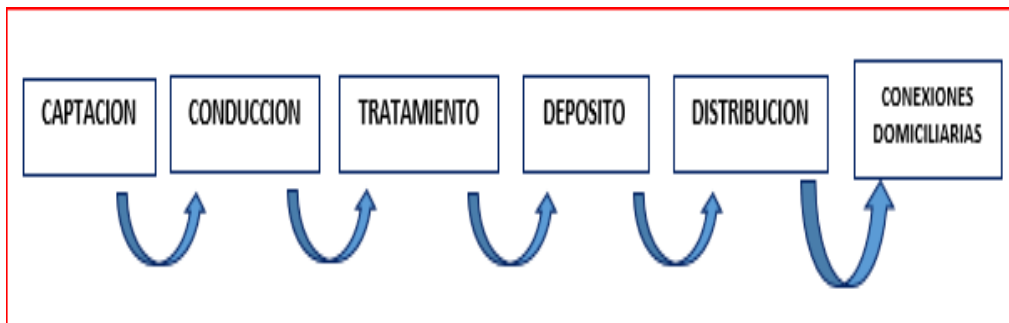 CAPTACION
CONDUCCION
TRATAMIENTO
DEPOSITO
DISTRIBUCION
CONEXIONES
DOMICILIARIAS